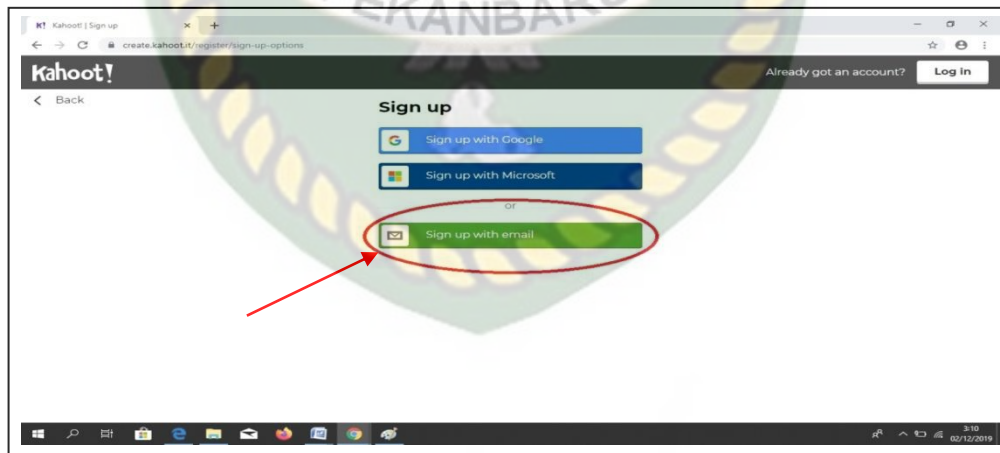 EKANBARU
K! Kahoot! | Sign up
create.kahoot.it/register/sign-up-options
Kahoot!
Already got an account?
Log in
Back
Sign up
Sign up with Google
Sign up with Microsoft
or
Sign up with email
3:10
02/12/2019